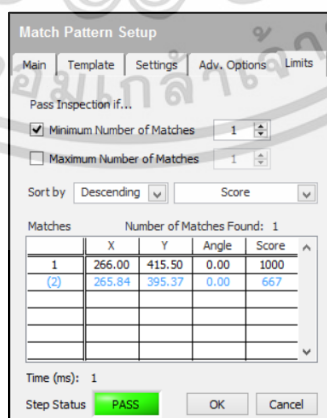 Match Pattern Setup
Main Template Settings Adv. Options Limits
Pass Inspection if...
Minimum Number of Matches 1
Maximum Number of Matches 1
Sort by Descending Score
Matches Number of Matches Found: 1
X Y Angle Score
1 266.00 415.50 0.00 1000
(2) 265.84 395.37 0.00 667
Time (ms): 1
Step Status PASS OK Cancel